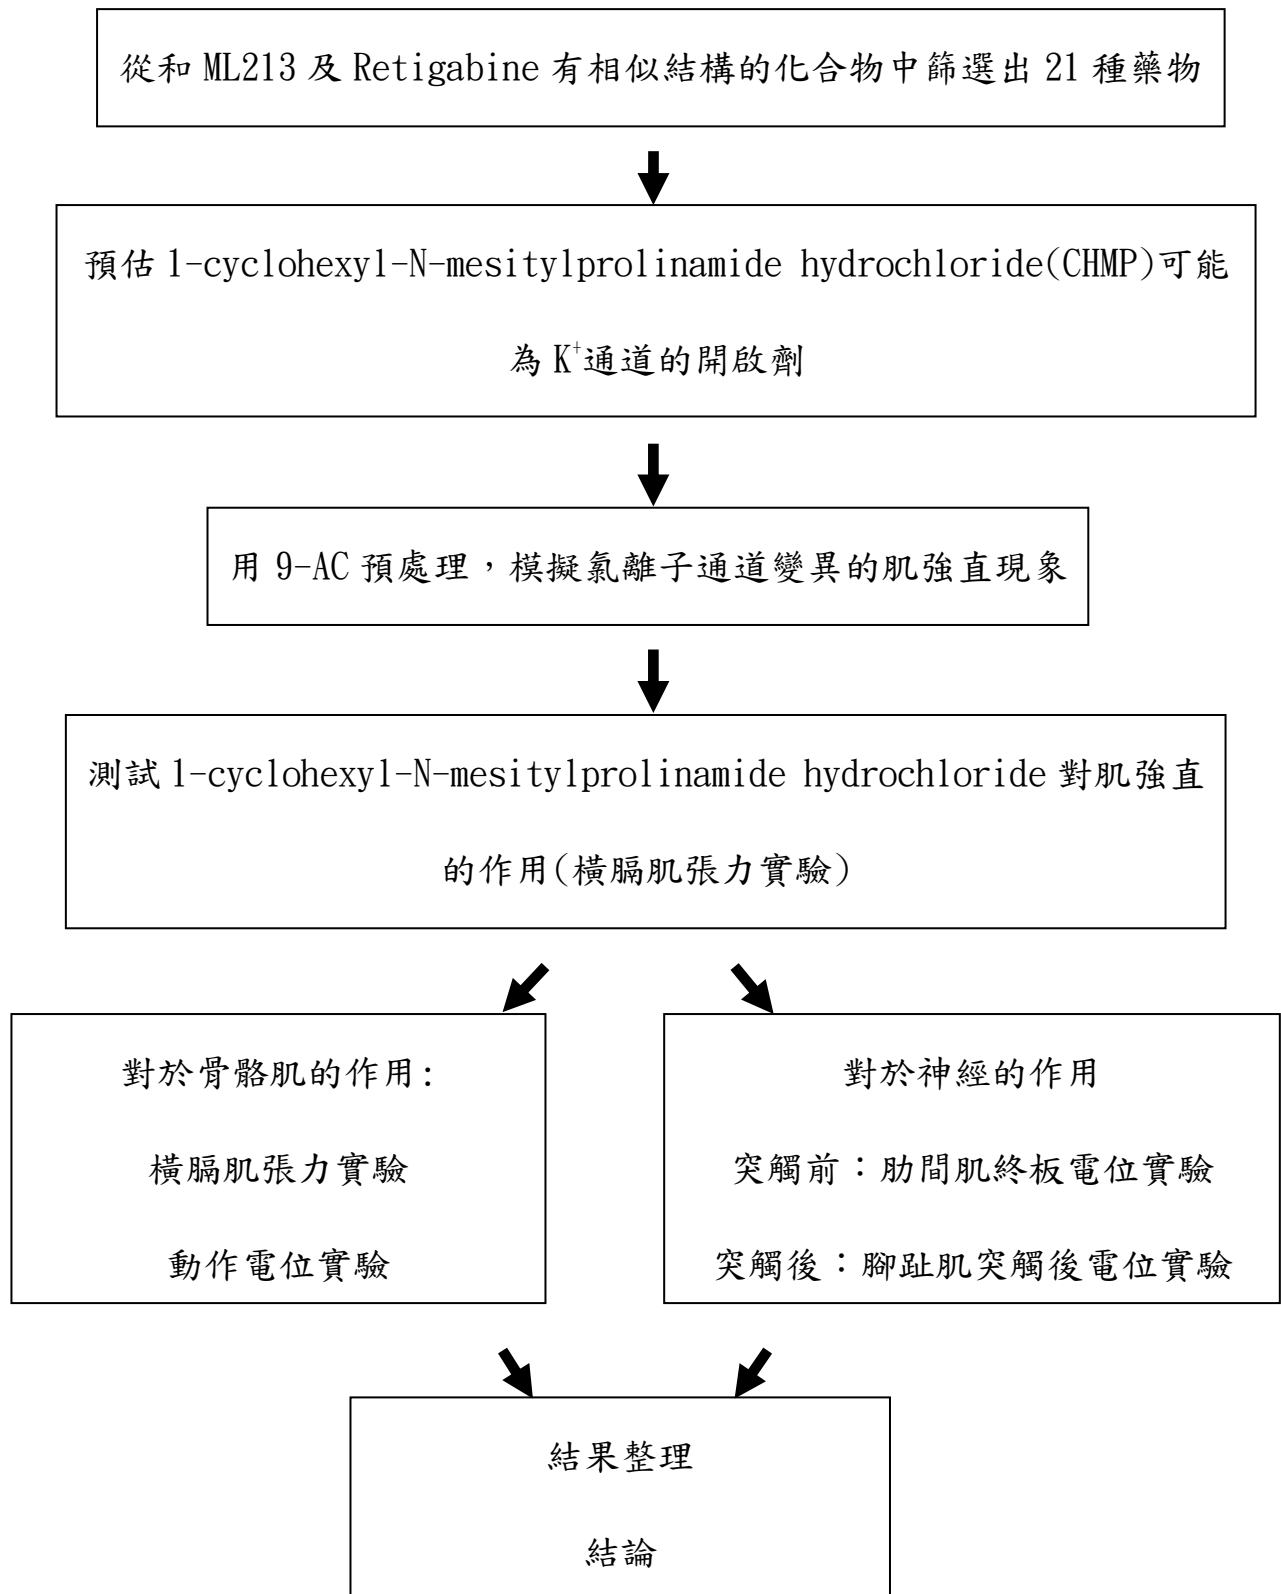 從和 ML213 及 Retigabine 有相似結構的化合物中篩選出 21 種藥物
預估 1-cyclohexyl-N-mesitylprolinamide hydrochloride(CHMP)可能
為 K⁺通道的開啟劑
用 9-AC 預處理，模擬氯離子通道變異的肌強直現象
測試 1-cyclohexyl-N-mesitylprolinamide hydrochloride 對肌強直
的作用(橫膈肌張力實驗)
對於骨骼肌的作用:
橫膈肌張力實驗
動作電位實驗
對於神經的作用
突觸前：肋間肌終板電位實驗
突觸後：腳趾肌突觸後電位實驗
結果整理
結論